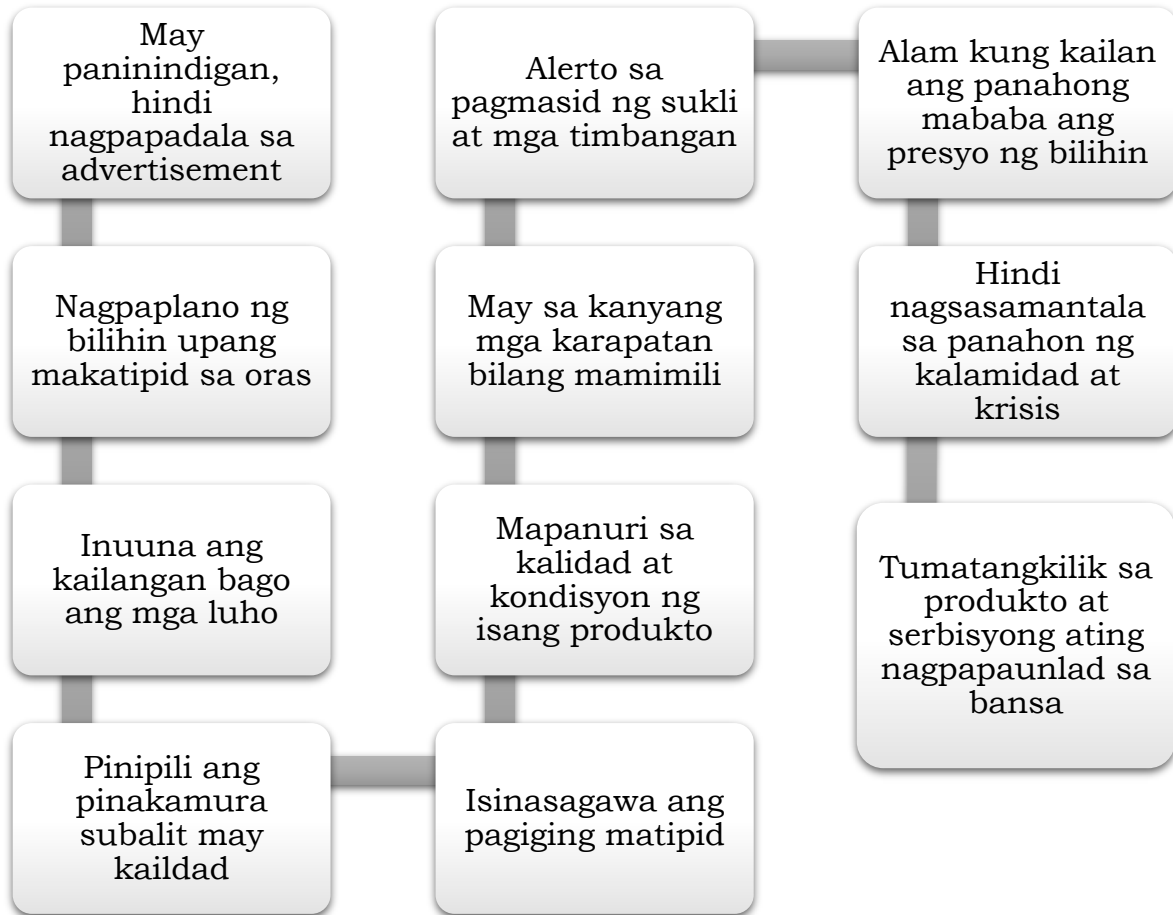 May
paninindigan,
hindi
nagpapadala sa
advertisement
Nagpaplano ng
bilihin upang
makatipid sa oras
Inuuna ang
kailangan bago
ang mga luho
Pinipili ang
pinakamura
subalit may
kaildad
Isinasagawa ang
pagiging matipid
Mapanuri sa
kalidad at
kondisyon ng
isang produkto
May sa kanyang
mga karapatan
bilang mamimili
Alerto sa
pagmasid ng sukli
at mga timbangan
Alam kung kailan
ang panahong
mababa ang
presyo ng bilihin
Hindi
nagsasamantala
sa panahon ng
kalamidad at
krisis
Tumatangkilik sa
produkto at
serbisyong ating
nagpapaunlad sa
bansa